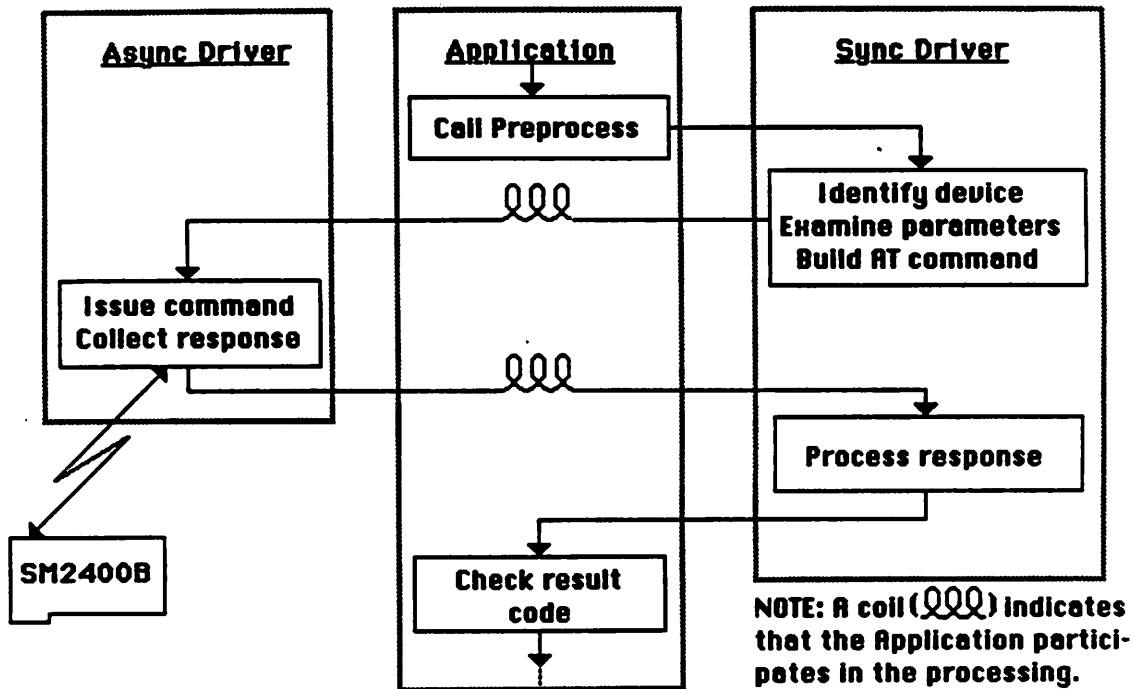 Async Driver
Application
Sync Driver
Call Preprocess
Identify device
Examine parameters
Build AT command
Issue command
Collect response
Process response
SM2400B
Check result
code
NOTE: A coil ( ) indicates
that the Application partici-
pates in the processing.